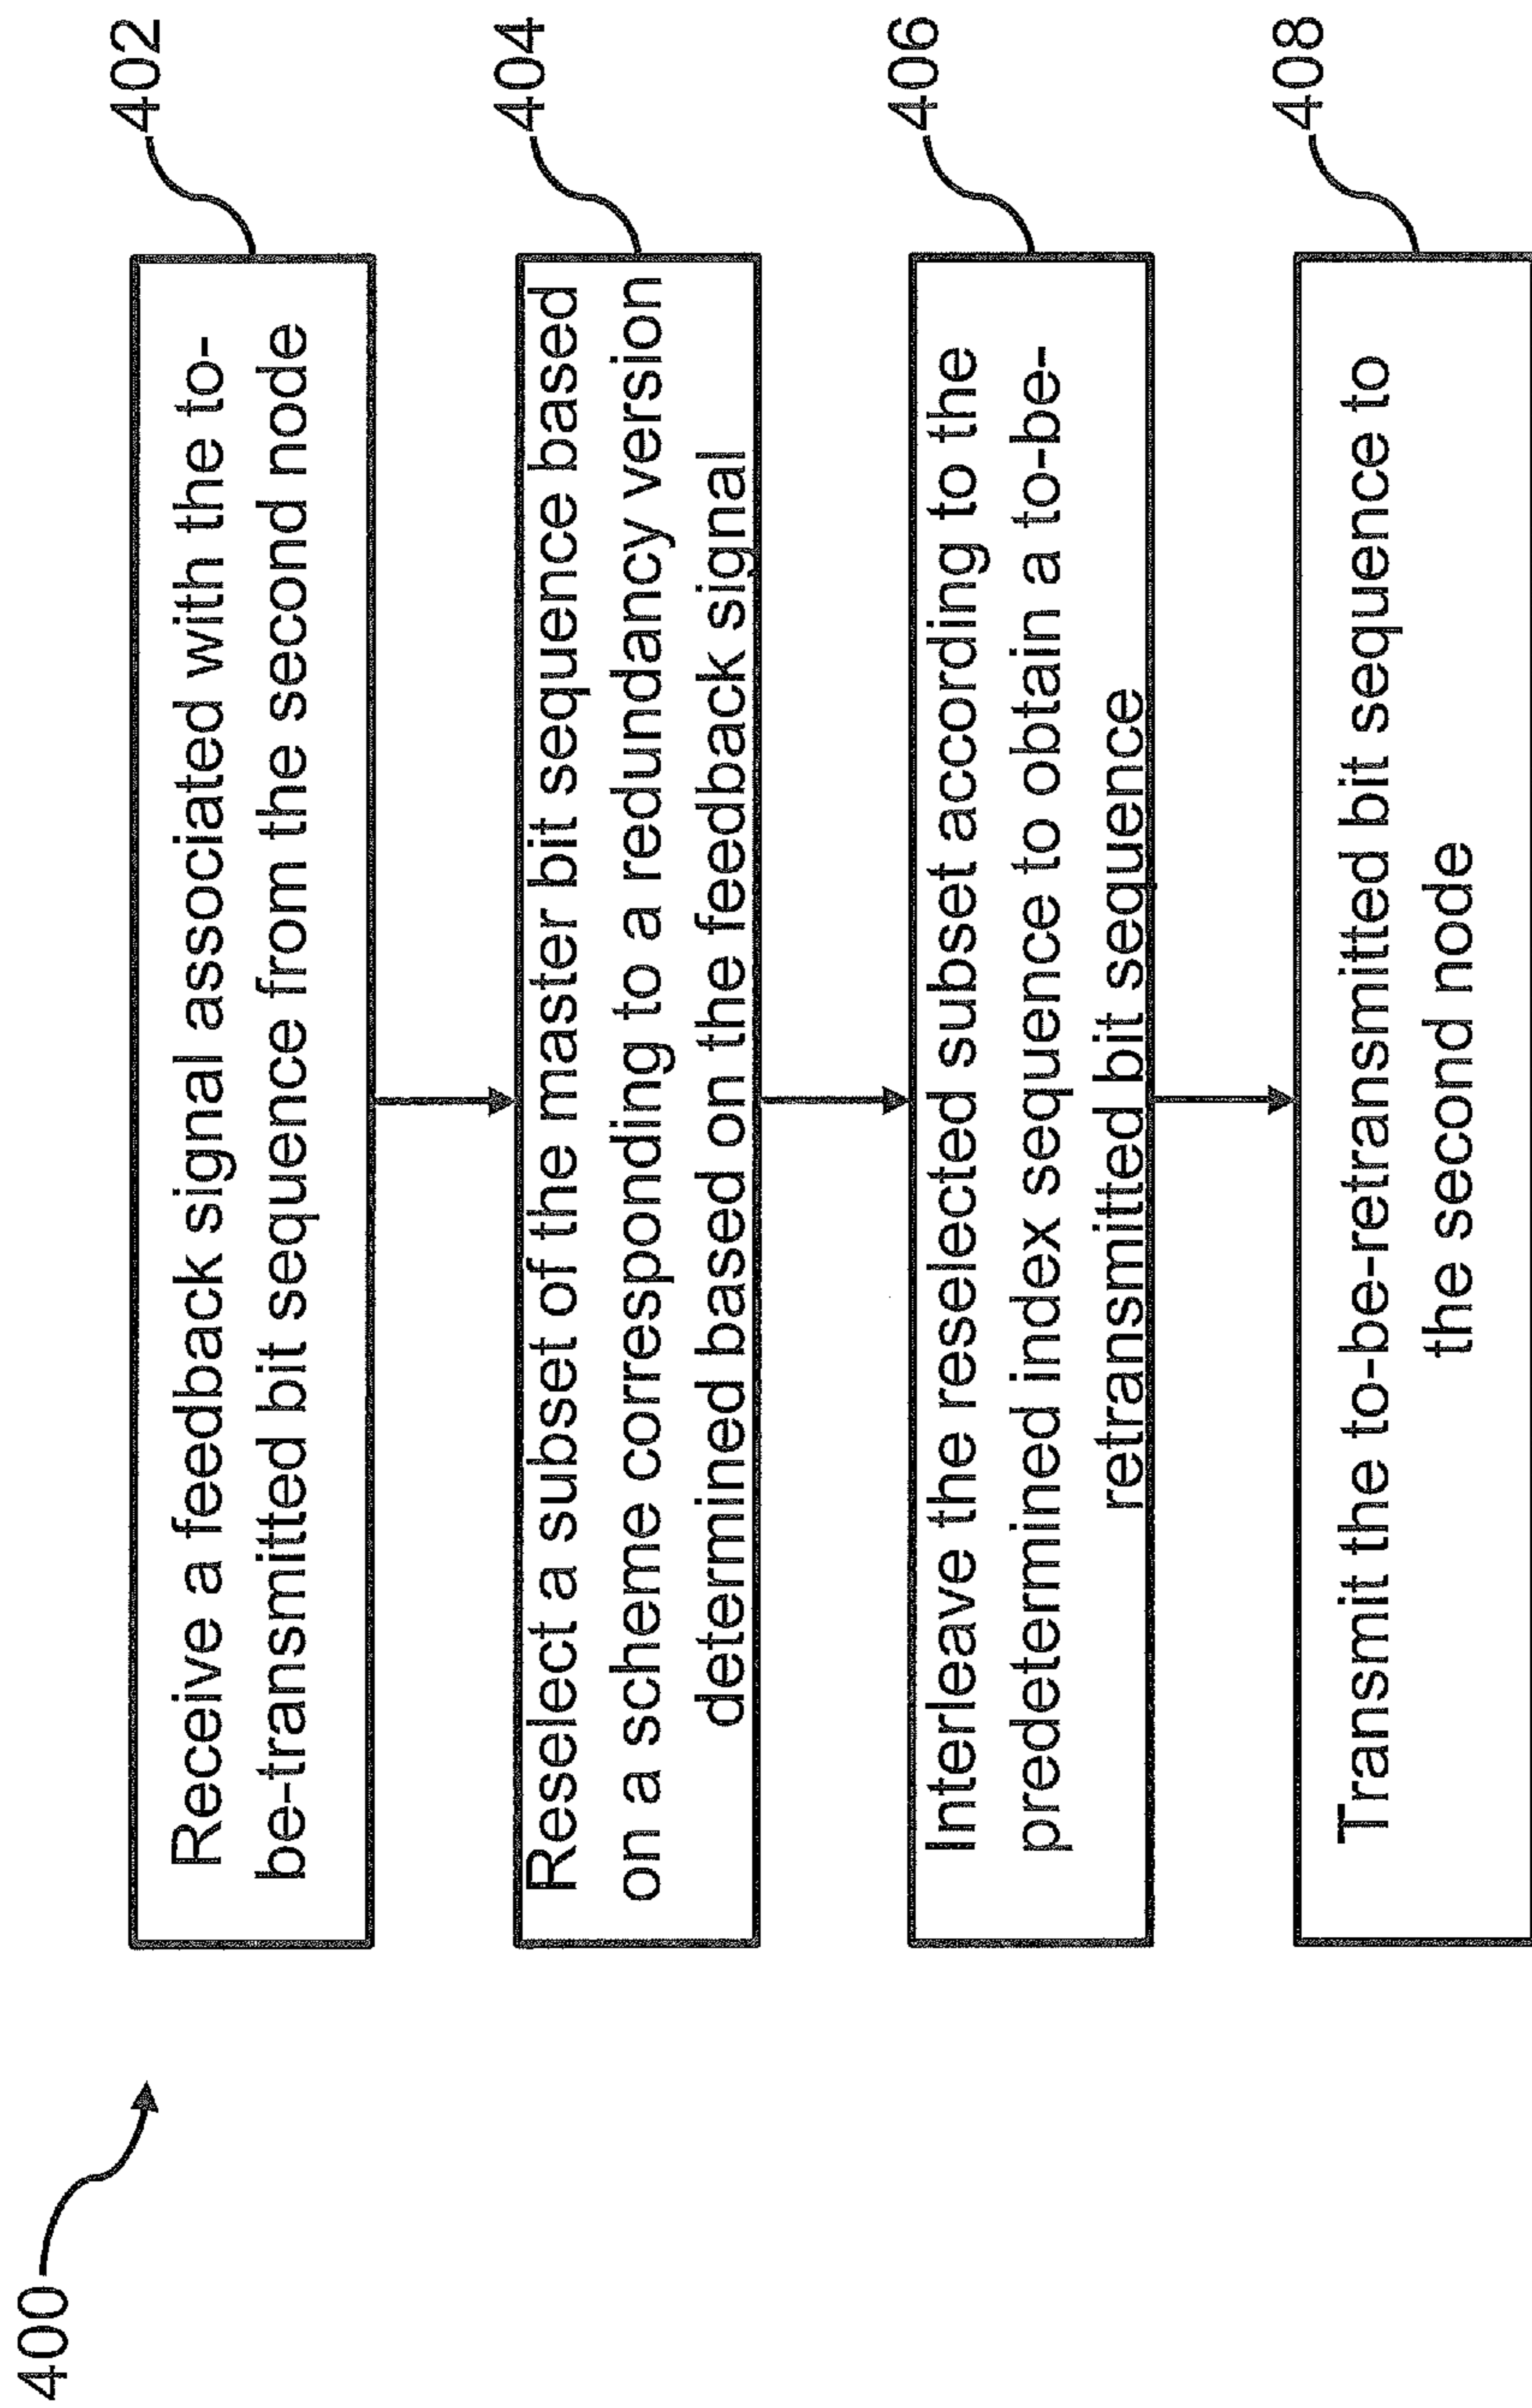 400
402
Receive a feedback signal associated with the to-
be-transmitted bit sequence from the second node
404
Reselect a subset of the master bit sequence based
on a scheme corresponding to a redundancy version
determined based on the feedback signal
406
Interleave the reselected subset according to the
predetermined index sequence to obtain a to-be-
retransmitted bit sequence
408
Transmit the to-be-retransmitted bit sequence to
the second node